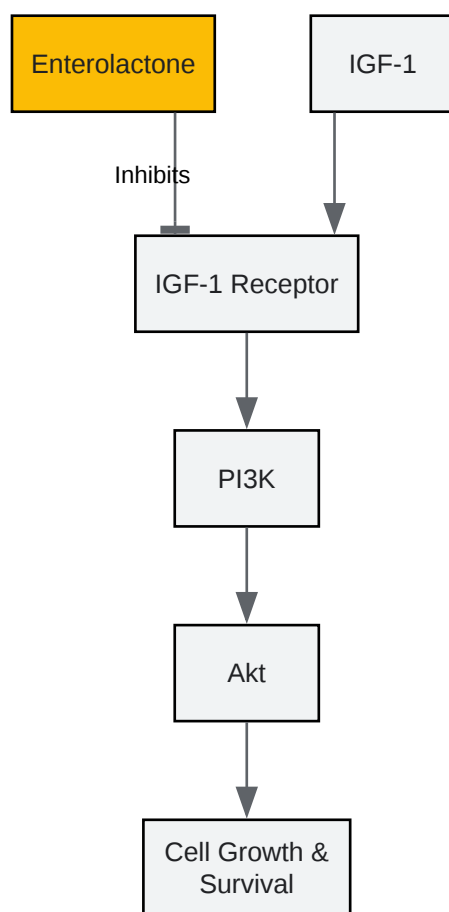 Enterolactone
IGF-1
Inhibits
IGF-1 Receptor
PI3K
Akt
Cell Growth &
Survival